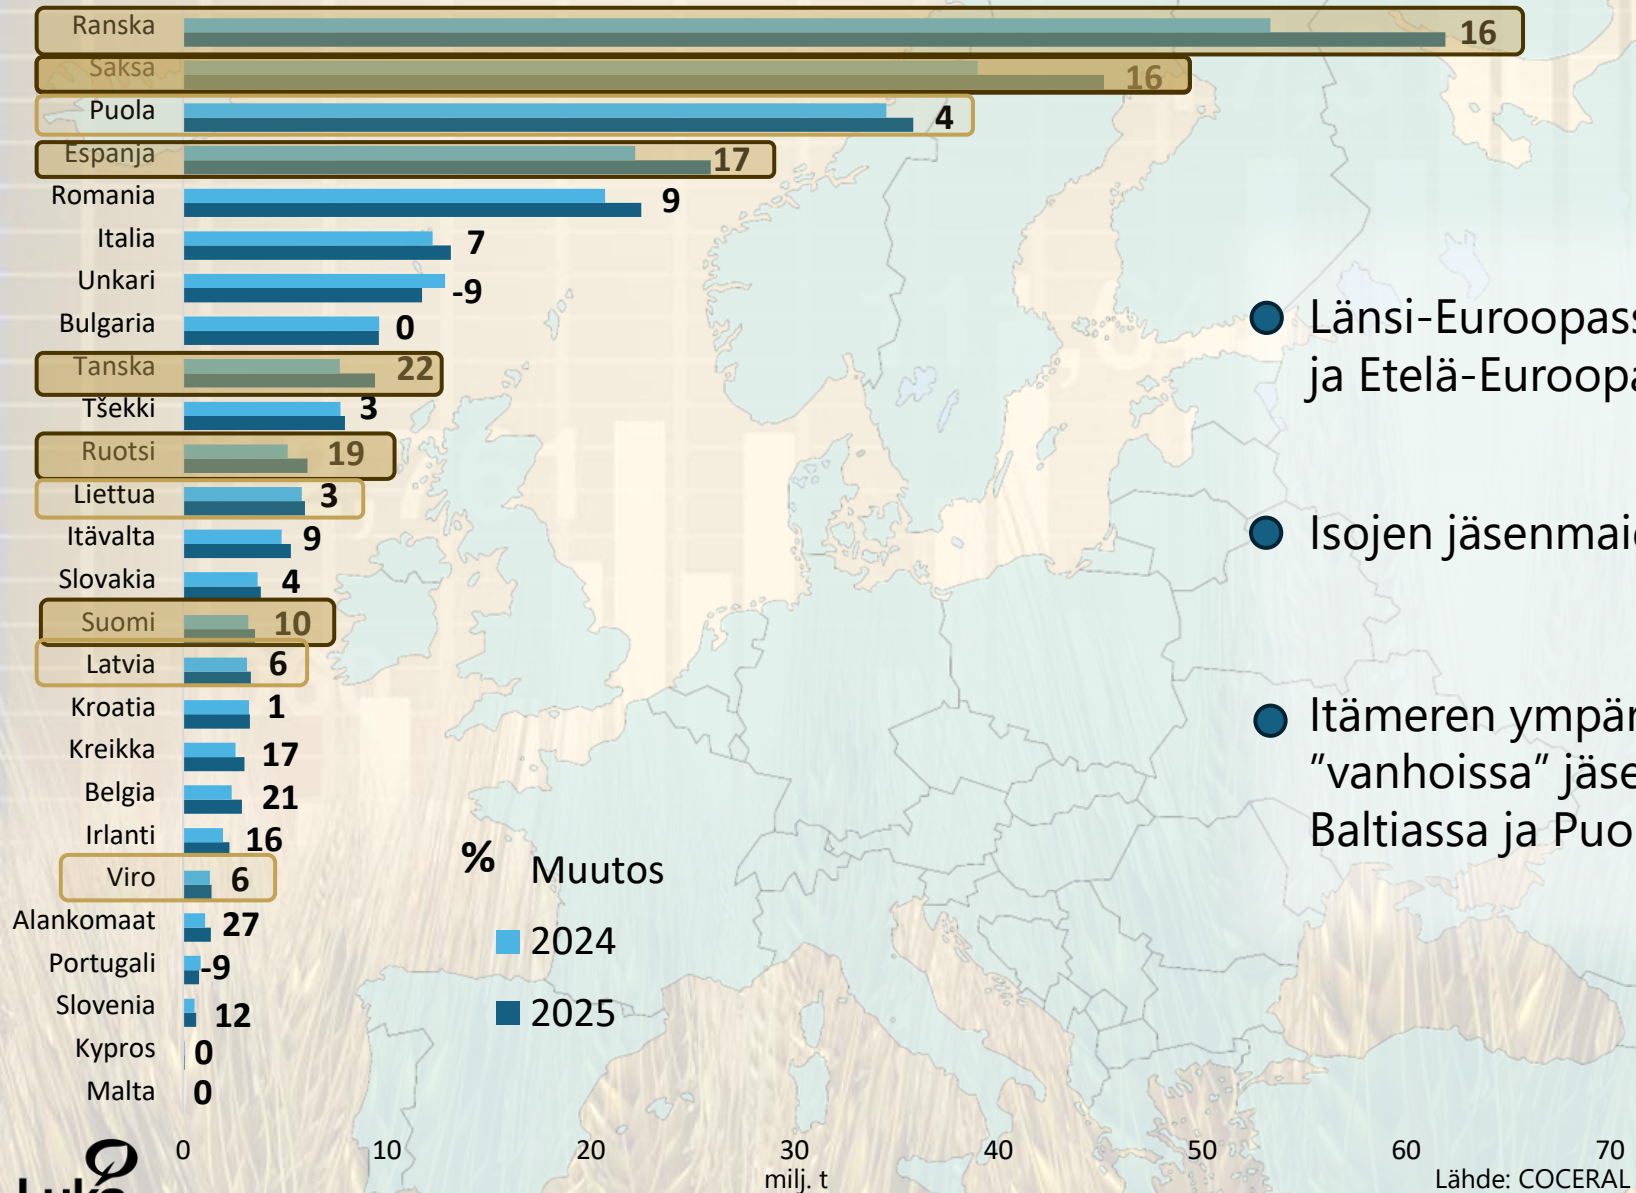 Ranska 16
Saksa 16
Puola 4
Espanja 17
Romania 9
Italia 7
Unkari -9
Bulgaria 0
Tanska 22
Tšekki 3
Ruotsi 19
Liettua 3
Itävalta 9
Slovakia 4
Suomi 10
Latvia 6
Kroatia 1
Kreikka 17
Belgia 21
Irlanti 16
Viro 6
Alankomaat 27
Portugali -9
Slovenia 12
Kypros 0
Malta 0
0 10 20 30 40 50 60 70
milj. t
% Muutos
2024
2025
Länsi-Euroopass
ja Etelä-Euroopa
Isojen jäsenmai
Itämeren ympär
"vanhoissa" jäse
Baltiassa ja Puo
Lähde: COCERAL